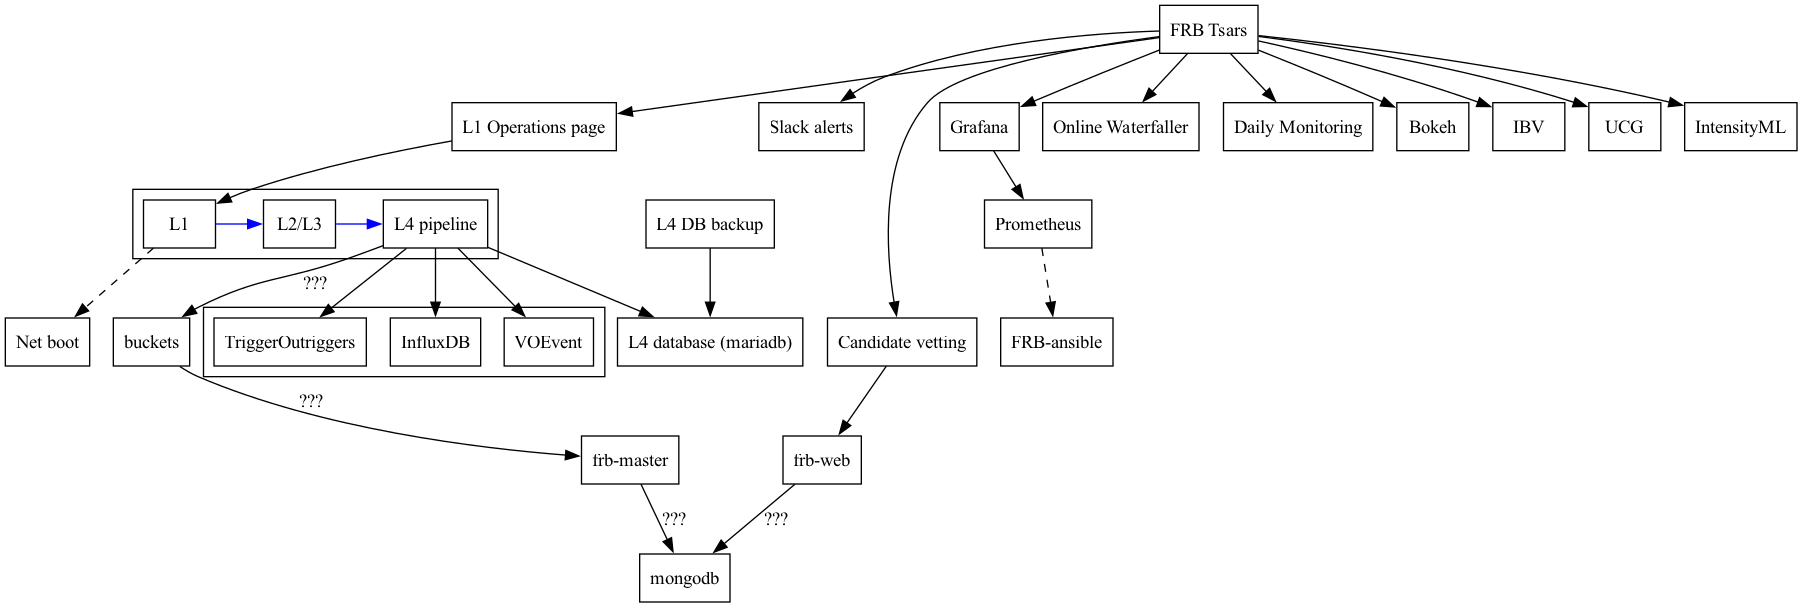 FRB Tsars
L1 Operations page
Slack alerts
Grafana
Online Waterfaller
Daily Monitoring
Bokeh
IBV
UCG
IntensityML
L1
L2/L3
L4 pipeline
L4 DB backup
Prometheus
???
Net boot
buckets
TriggerOutriggers
InfluxDB
VOEvent
L4 database (mariadb)
Candidate vetting
FRB-ansible
???
frb-master
frb-web
???
???
mongodb